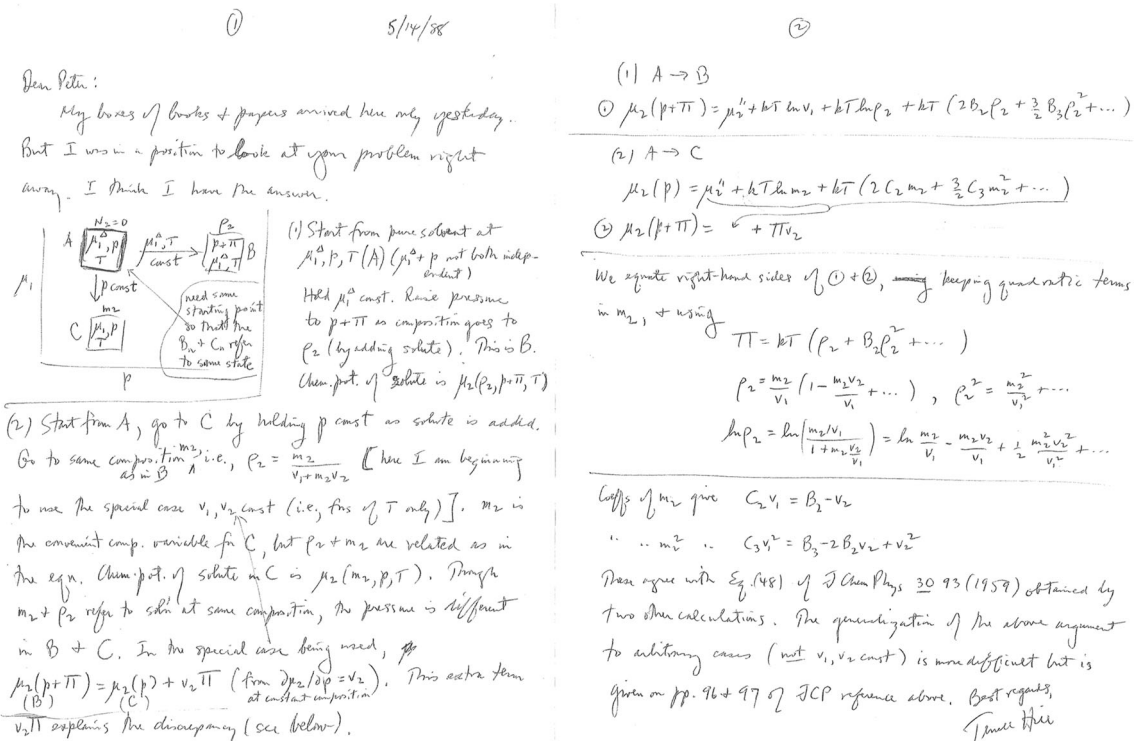 ①
5/14/88
Dear Peter:
My boxes of books & papers arrived here only yesterday.
But I was in a position to look at your problem right
away. I think I have the answer.
N₂=0
A
μ₁^Δ, p
T
μ₁^Δ, T
const
ρ₂
p+π
μ₁^Δ, T
B
μ₁
↓ p const
m₂
C
μ₁, p
T
need same
starting point
so that the
Bₙ & Cₙ refer
to same state
p
(1) Start from pure solvent at
μ₁^Δ, p, T (A) (μ₁^Δ & p not both indep-
endent)
Hold μ₁^Δ const. Raise pressure
to p+π as composition goes to
ρ₂ (by adding solute). This is B.
Chem. pot. of solute is μ₂(ρ₂, p+π, T)
(2) Start from A, go to C by holding p const as solute is added.
Go to same composition m₂ as in B, i.e., ρ₂ = m₂/(v₁+m₂v₂) [here I am beginning
to use the special case v₁, v₂ const (i.e., fns of T only)]. m₂ is
the convenient comp. variable for C, but ρ₂ & m₂ are related as in
the eqn. Chem. pot. of solute in C is μ₂(m₂, p, T). Though
m₂ & ρ₂ refer to soln at same composition, the pressure is different
in B & C. In the special case being used,
μ₂(p+π) = μ₂(p) + v₂π (from ∂μ₂/∂p = v₂). This extra term
(B) (C) at constant composition
v₂π explains the discrepancy (see below).
②
(1) A → B
① μ₂(p+π) = μ₂^Δ + kT ln v₁ + kT ln ρ₂ + kT (2B₂ρ₂ + 3/2 B₃ρ₂² + ⋯)
(2) A → C
μ₂(p) = μ₂^Δ + kT ln m₂ + kT (2C₂m₂ + 3/2 C₃m₂² + ⋯)
② μ₂(p+π) = ↙ + πv₂
We equate right-hand sides of ① & ②, keeping quadratic terms
in m₂, & using
π = kT (ρ₂ + B₂ρ₂² + ⋯)
ρ₂ = m₂/v₁ (1 − m₂v₂/v₁ + ⋯), ρ₂² = m₂²/v₁² + ⋯
ln ρ₂ = ln (m₂/v₁ / (1 + m₂ v₂/v₁)) = ln m₂/v₁ − m₂v₂/v₁ + 1/2 m₂²v₂²/v₁² + ⋯
Coeffs of m₂ give C₂v₁ = B₂ − v₂
" " m₂² " C₃v₁² = B₃ − 2B₂v₂ + v₂²
These agree with Eq. (48) of J Chem Phys 30 93 (1959) obtained by
two other calculations. The generalization of the above argument
to arbitrary cases (not v₁, v₂ const) is more difficult but is
given on pp. 96 & 97 of JCP reference above. Best regards,
Terrell Hill